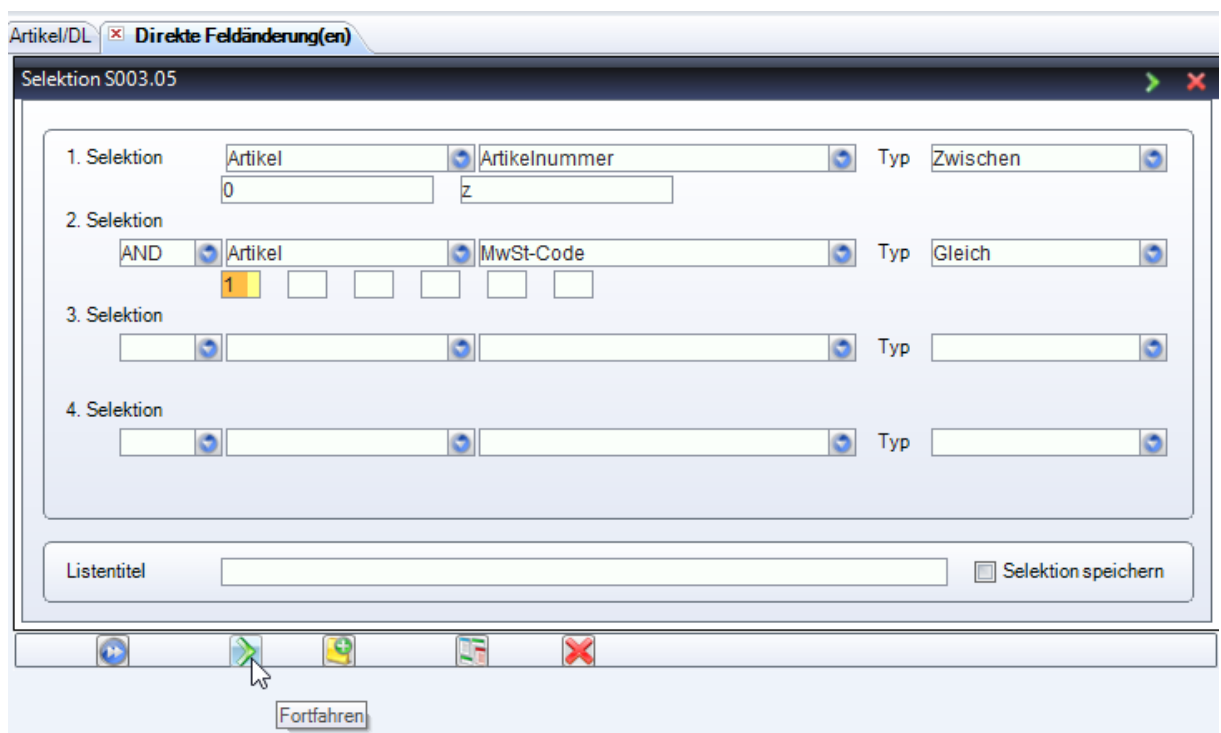 Artikel/DL Direkte Feldänderung(en)
Selektion S003.05
1. Selektion Artikel Artikelnummer Typ Zwischen
0 z
2. Selektion
AND Artikel MwSt-Code Typ Gleich
1
3. Selektion
Typ
4. Selektion
Typ
Listentitel Selektion speichern
Fortfahren